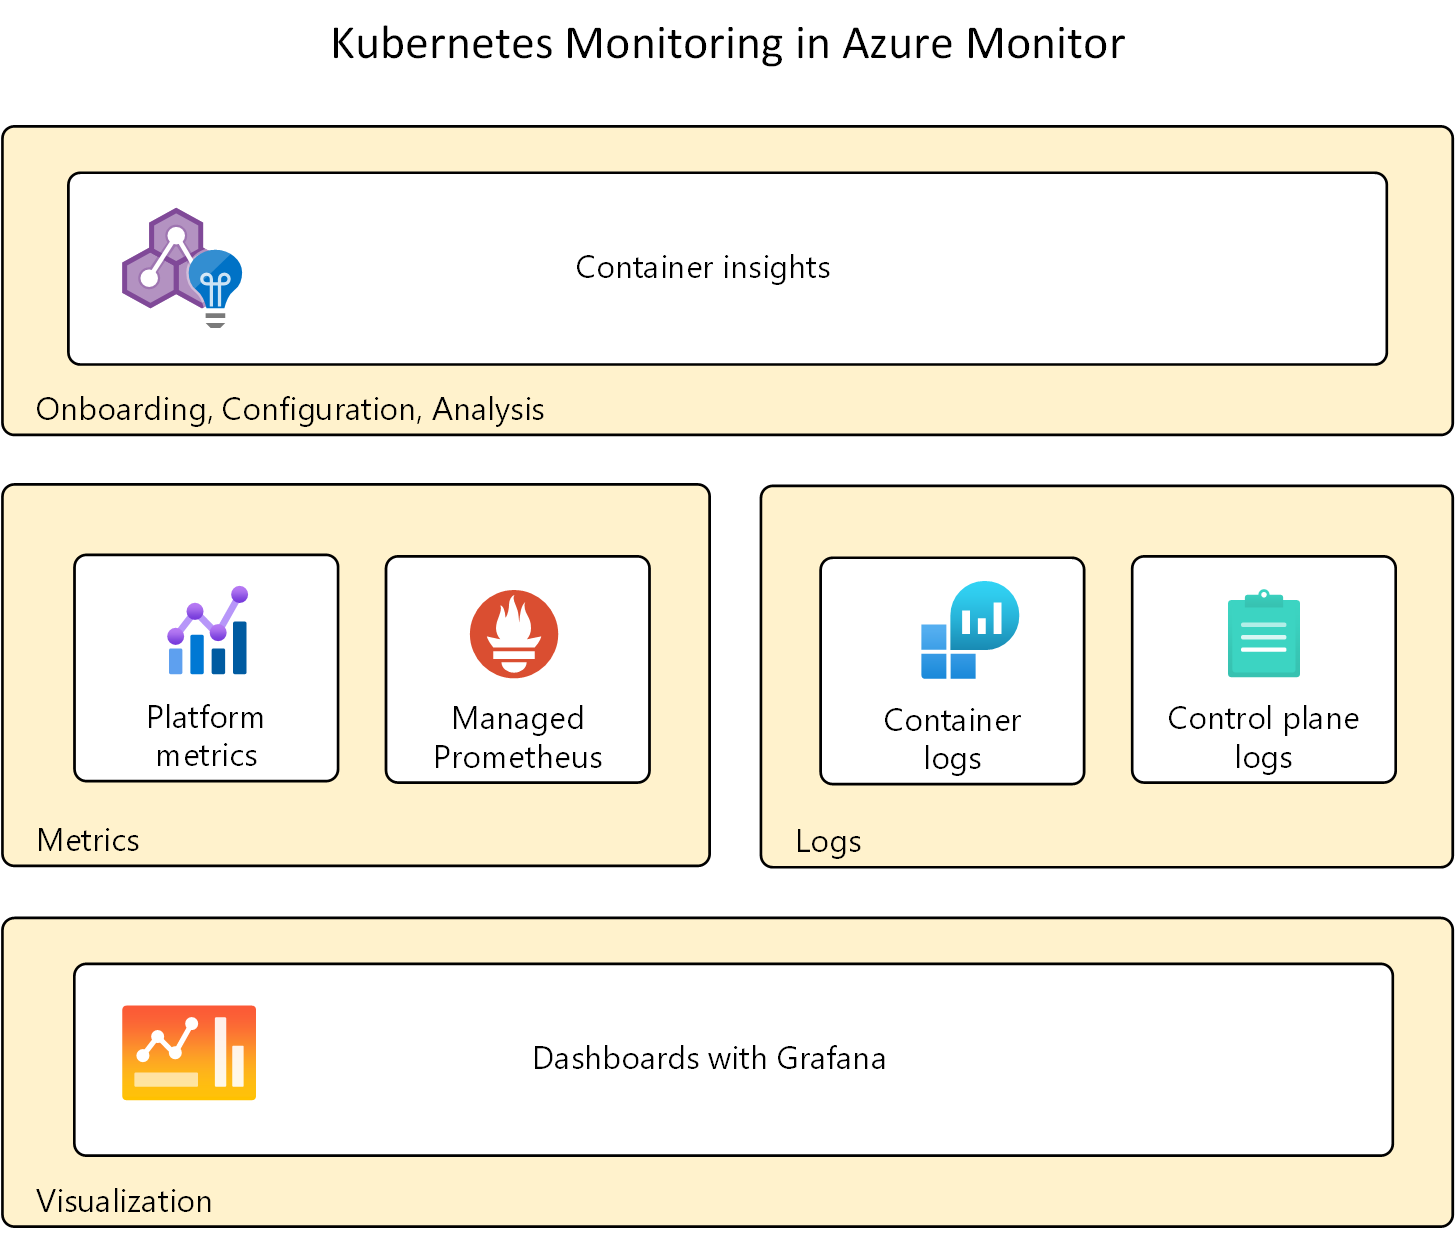 Kubernetes Monitoring in Azure Monitor
Container insights
Onboarding, Configuration, Analysis
Platform
metrics
Managed
Prometheus
Metrics
Container
logs
Control plane
logs
Logs
Dashboards with Grafana
Visualization